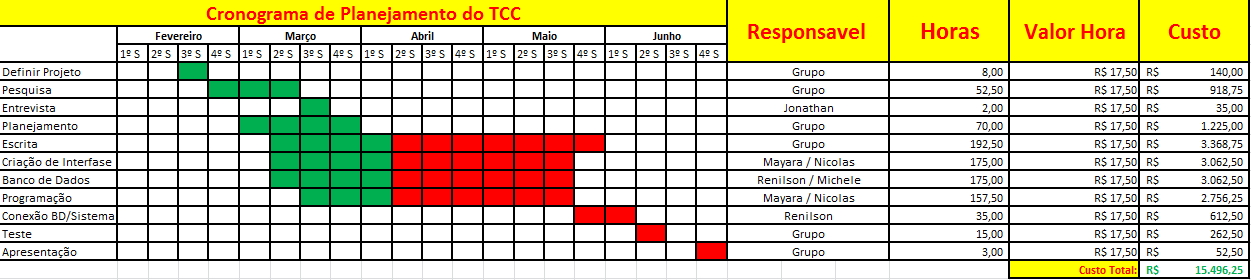 Cronograma de Planejamento do TCC Responsavel Horas Valor Hora Custo
Fevereiro Março Abril Maio Junho
1º S 2º S 3º S 4º S 1º S 2º S 3º S 4º S 1º S 2º S 3º S 4º S 1º S 2º S 3º S 4º S 1º S 2º S 3º S 4º S
Definir Projeto Grupo 8,00 R$ 17,50 R$ 140,00
Pesquisa Grupo 52,50 R$ 17,50 R$ 918,75
Entrevista Jonathan 2,00 R$ 17,50 R$ 35,00
Planejamento Grupo 70,00 R$ 17,50 R$ 1.225,00
Escrita Grupo 192,50 R$ 17,50 R$ 3.368,75
Criação de Interfase Mayara / Nicolas 175,00 R$ 17,50 R$ 3.062,50
Banco de Dados Renilson / Michele 175,00 R$ 17,50 R$ 3.062,50
Programação Mayara / Nicolas 157,50 R$ 17,50 R$ 2.756,25
Conexão BD/Sistema Renilson 35,00 R$ 17,50 R$ 612,50
Teste Grupo 15,00 R$ 17,50 R$ 262,50
Apresentação Grupo 3,00 R$ 17,50 R$ 52,50
Custo Total: R$ 15.496,25